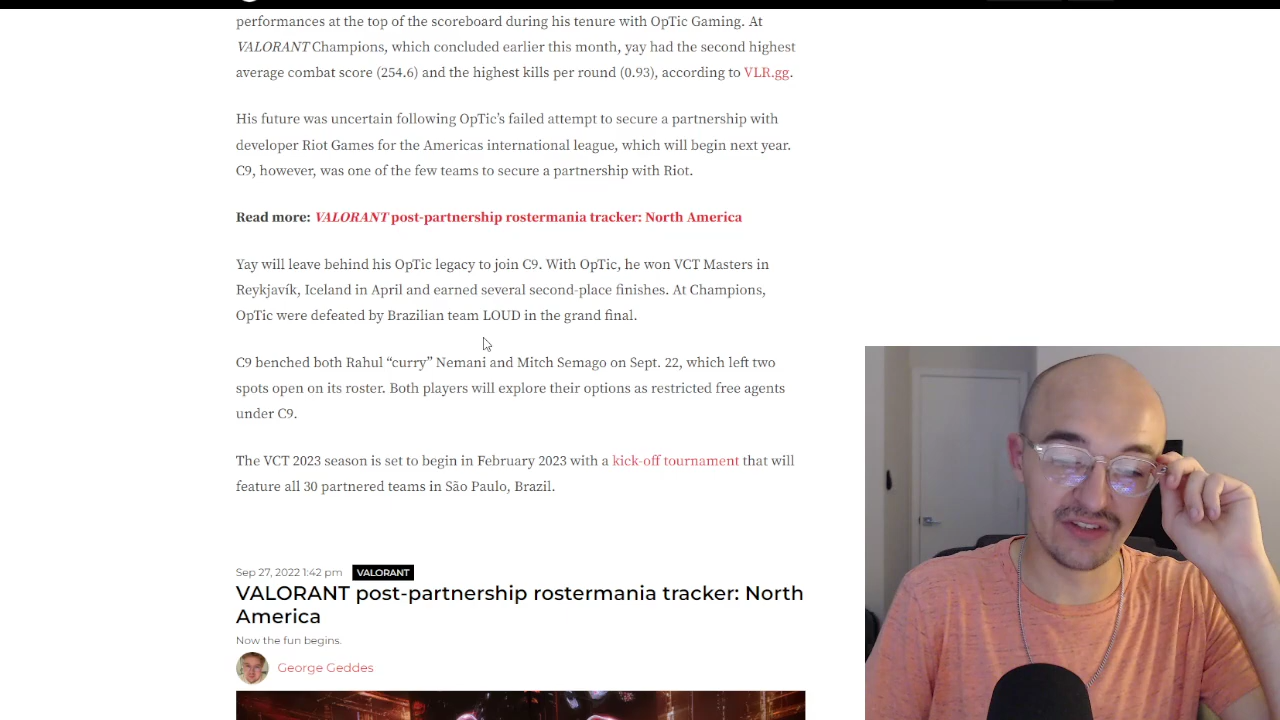 performances at the top of the scoreboard during his tenure with OpTic Gaming. At
VALORANT Champions, which concluded earlier this month, yay had the second highest
average combat score (254.6) and the highest kills per round (0.93), according to VLR.gg.
His future was uncertain following OpTic’s failed attempt to secure a partnership with
developer Riot Games for the Americas international league, which will begin next year.
C9, however, was one of the few teams to secure a partnership with Riot.
Read more: VALORANT post-partnership rostermania tracker: North America
Yay will leave behind his OpTic legacy to join C9. With OpTic, he won VCT Masters in
Reykjavík, Iceland in April and earned several second-place finishes. At Champions,
OpTic were defeated by Brazilian team LOUD in the grand final.
C9 benched both Rahul “curry” Nemani and Mitch Semago on Sept. 22, which left two
spots open on its roster. Both players will explore their options as restricted free agents
under C9.
The VCT 2023 season is set to begin in February 2023 with a kick-off tournament that will
feature all 30 partnered teams in São Paulo, Brazil.
Sep 27, 2022 1:42 pm VALORANT
VALORANT post-partnership rostermania tracker: North
America
Now the fun begins.
George Geddes